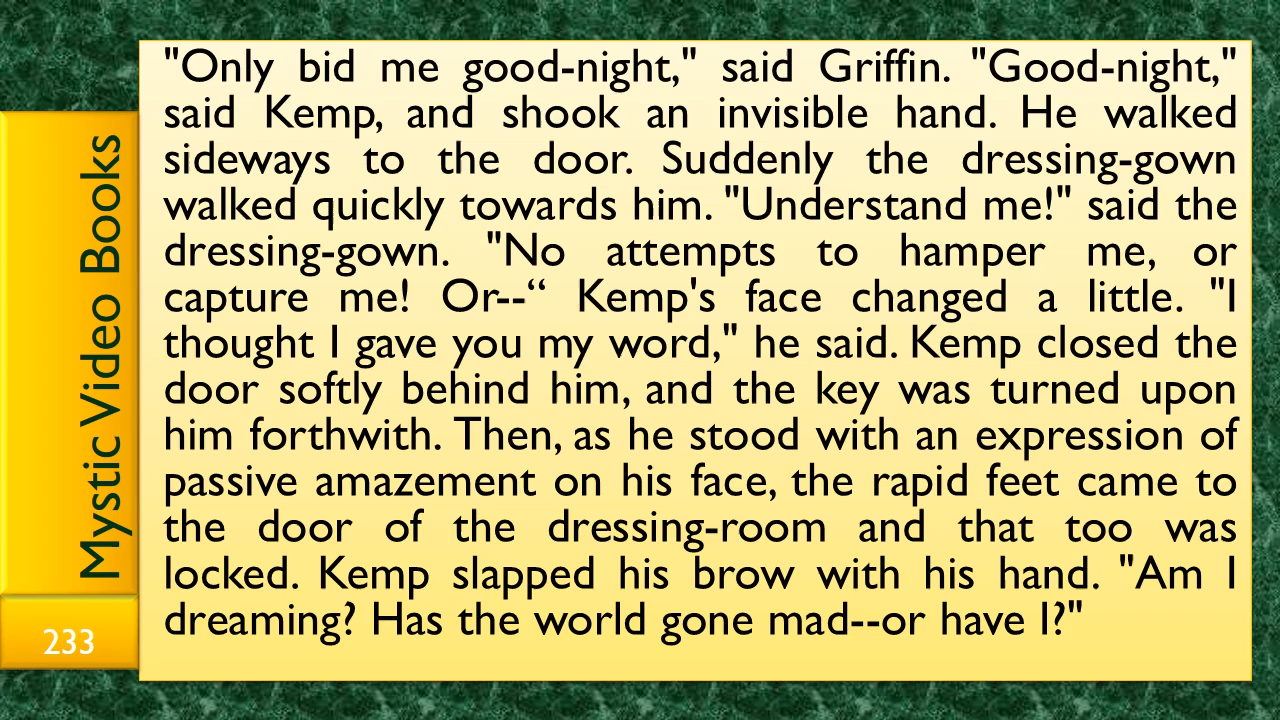 "Only bid me good-night," said Griffin. "Good-night,"
said Kemp, and shook an invisible hand. He walked
sideways to the door. Suddenly the dressing-gown
walked quickly towards him. "Understand me!" said the
dressing-gown. "No attempts to hamper me, or
capture me! Or--“ Kemp's face changed a little. "I
thought I gave you my word," he said. Kemp closed the
door softly behind him, and the key was turned upon
him forthwith. Then, as he stood with an expression of
passive amazement on his face, the rapid feet came to
the door of the dressing-room and that too was
locked. Kemp slapped his brow with his hand. "Am I
dreaming? Has the world gone mad--or have I?"
Mystic Video Books
233